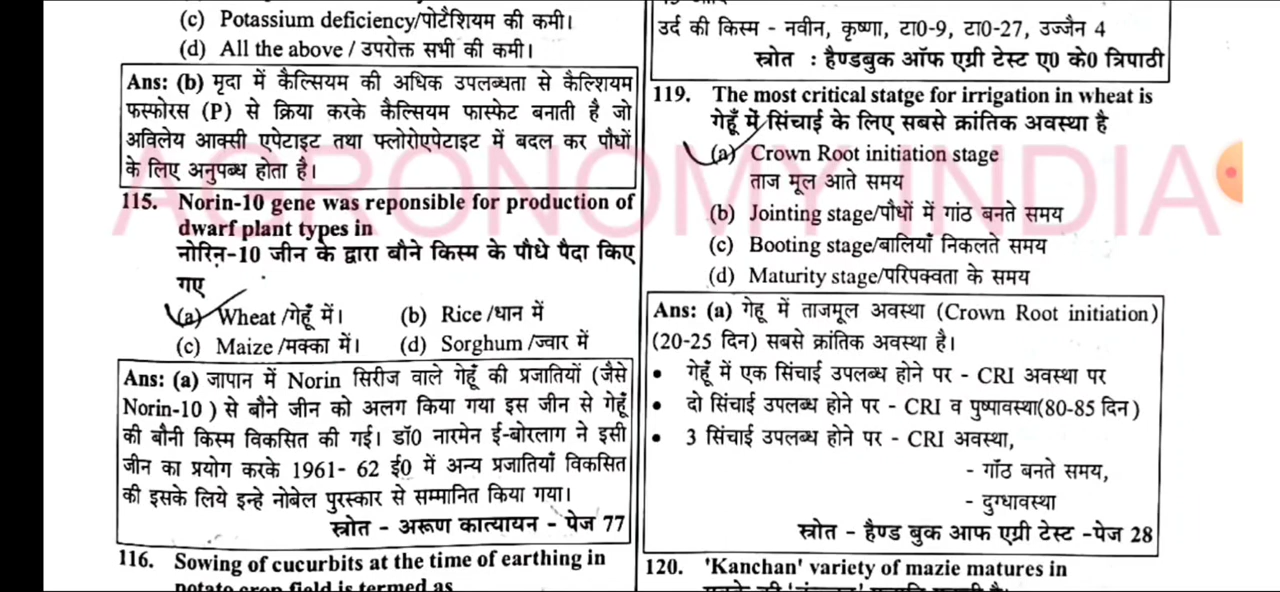 (c) Potassium deficiency/पोटैशियम की कमी।
(d) All the above / उपरोक्त सभी की कमी।
Ans: (b) मृदा में कैल्सियम की अधिक उपलब्धता से कैल्शियम
फस्फोरस (P) से क्रिया करके कैल्सियम फास्फेट बनाती है जो
अविलेय आक्सी एपेटाइट तथा फ्लोरोएपेटाइट में बदल कर पौधों
के लिए अनुपब्ध होता है।
115. Norin-10 gene was reponsible for production of
dwarf plant types in
नोरिन-10 जीन के द्वारा बौने किस्म के पौधे पैदा किए
गए
(a) Wheat /गेहूँ में। (b) Rice /धान में
(c) Maize /मक्का में। (d) Sorghum /ज्वार में
Ans: (a) जापान में Norin सिरीज वाले गेहूँ की प्रजातियों (जैसे
Norin-10 ) से बौने जीन को अलग किया गया इस जीन से गेहूँ
की बौनी किस्म विकसित की गई। डॉ0 नारमेन ई-बोरलाग ने इसी
जीन का प्रयोग करके 1961- 62 ई0 में अन्य प्रजातियाँ विकसित
की इसके लिये इन्हे नोबेल पुरस्कार से सम्मानित किया गया।
स्रोत - अरूण कात्यायन - पेज 77
116. Sowing of cucurbits at the time of earthing in
potato crop field is termed as
उर्द की किस्म - नवीन, कृष्णा, टा0-9, टा0-27, उज्जैन 4
स्रोत : हैण्डबुक ऑफ एग्री टेस्ट ए0 के0 त्रिपाठी
119. The most critical statge for irrigation in wheat is
गेहूँ में सिंचाई के लिए सबसे क्रांतिक अवस्था है
(a) Crown Root initiation stage
ताज मूल आते समय
(b) Jointing stage/पौधों में गांठ बनते समय
(c) Booting stage/बालियाँ निकलते समय
(d) Maturity stage/परिपक्वता के समय
Ans: (a) गेहू में ताजमूल अवस्था (Crown Root initiation)
(20-25 दिन) सबसे क्रांतिक अवस्था है।
• गेहूँ में एक सिंचाई उपलब्ध होने पर - CRI अवस्था पर
• दो सिंचाई उपलब्ध होने पर - CRI व पुष्पावस्था(80-85 दिन)
• 3 सिंचाई उपलब्ध होने पर - CRI अवस्था,
- गाँठ बनते समय,
- दुग्धावस्था
स्रोत - हैण्ड बुक आफ एग्री टेस्ट -पेज 28
120. 'Kanchan' variety of mazie matures in
AGRONOMY INDIA